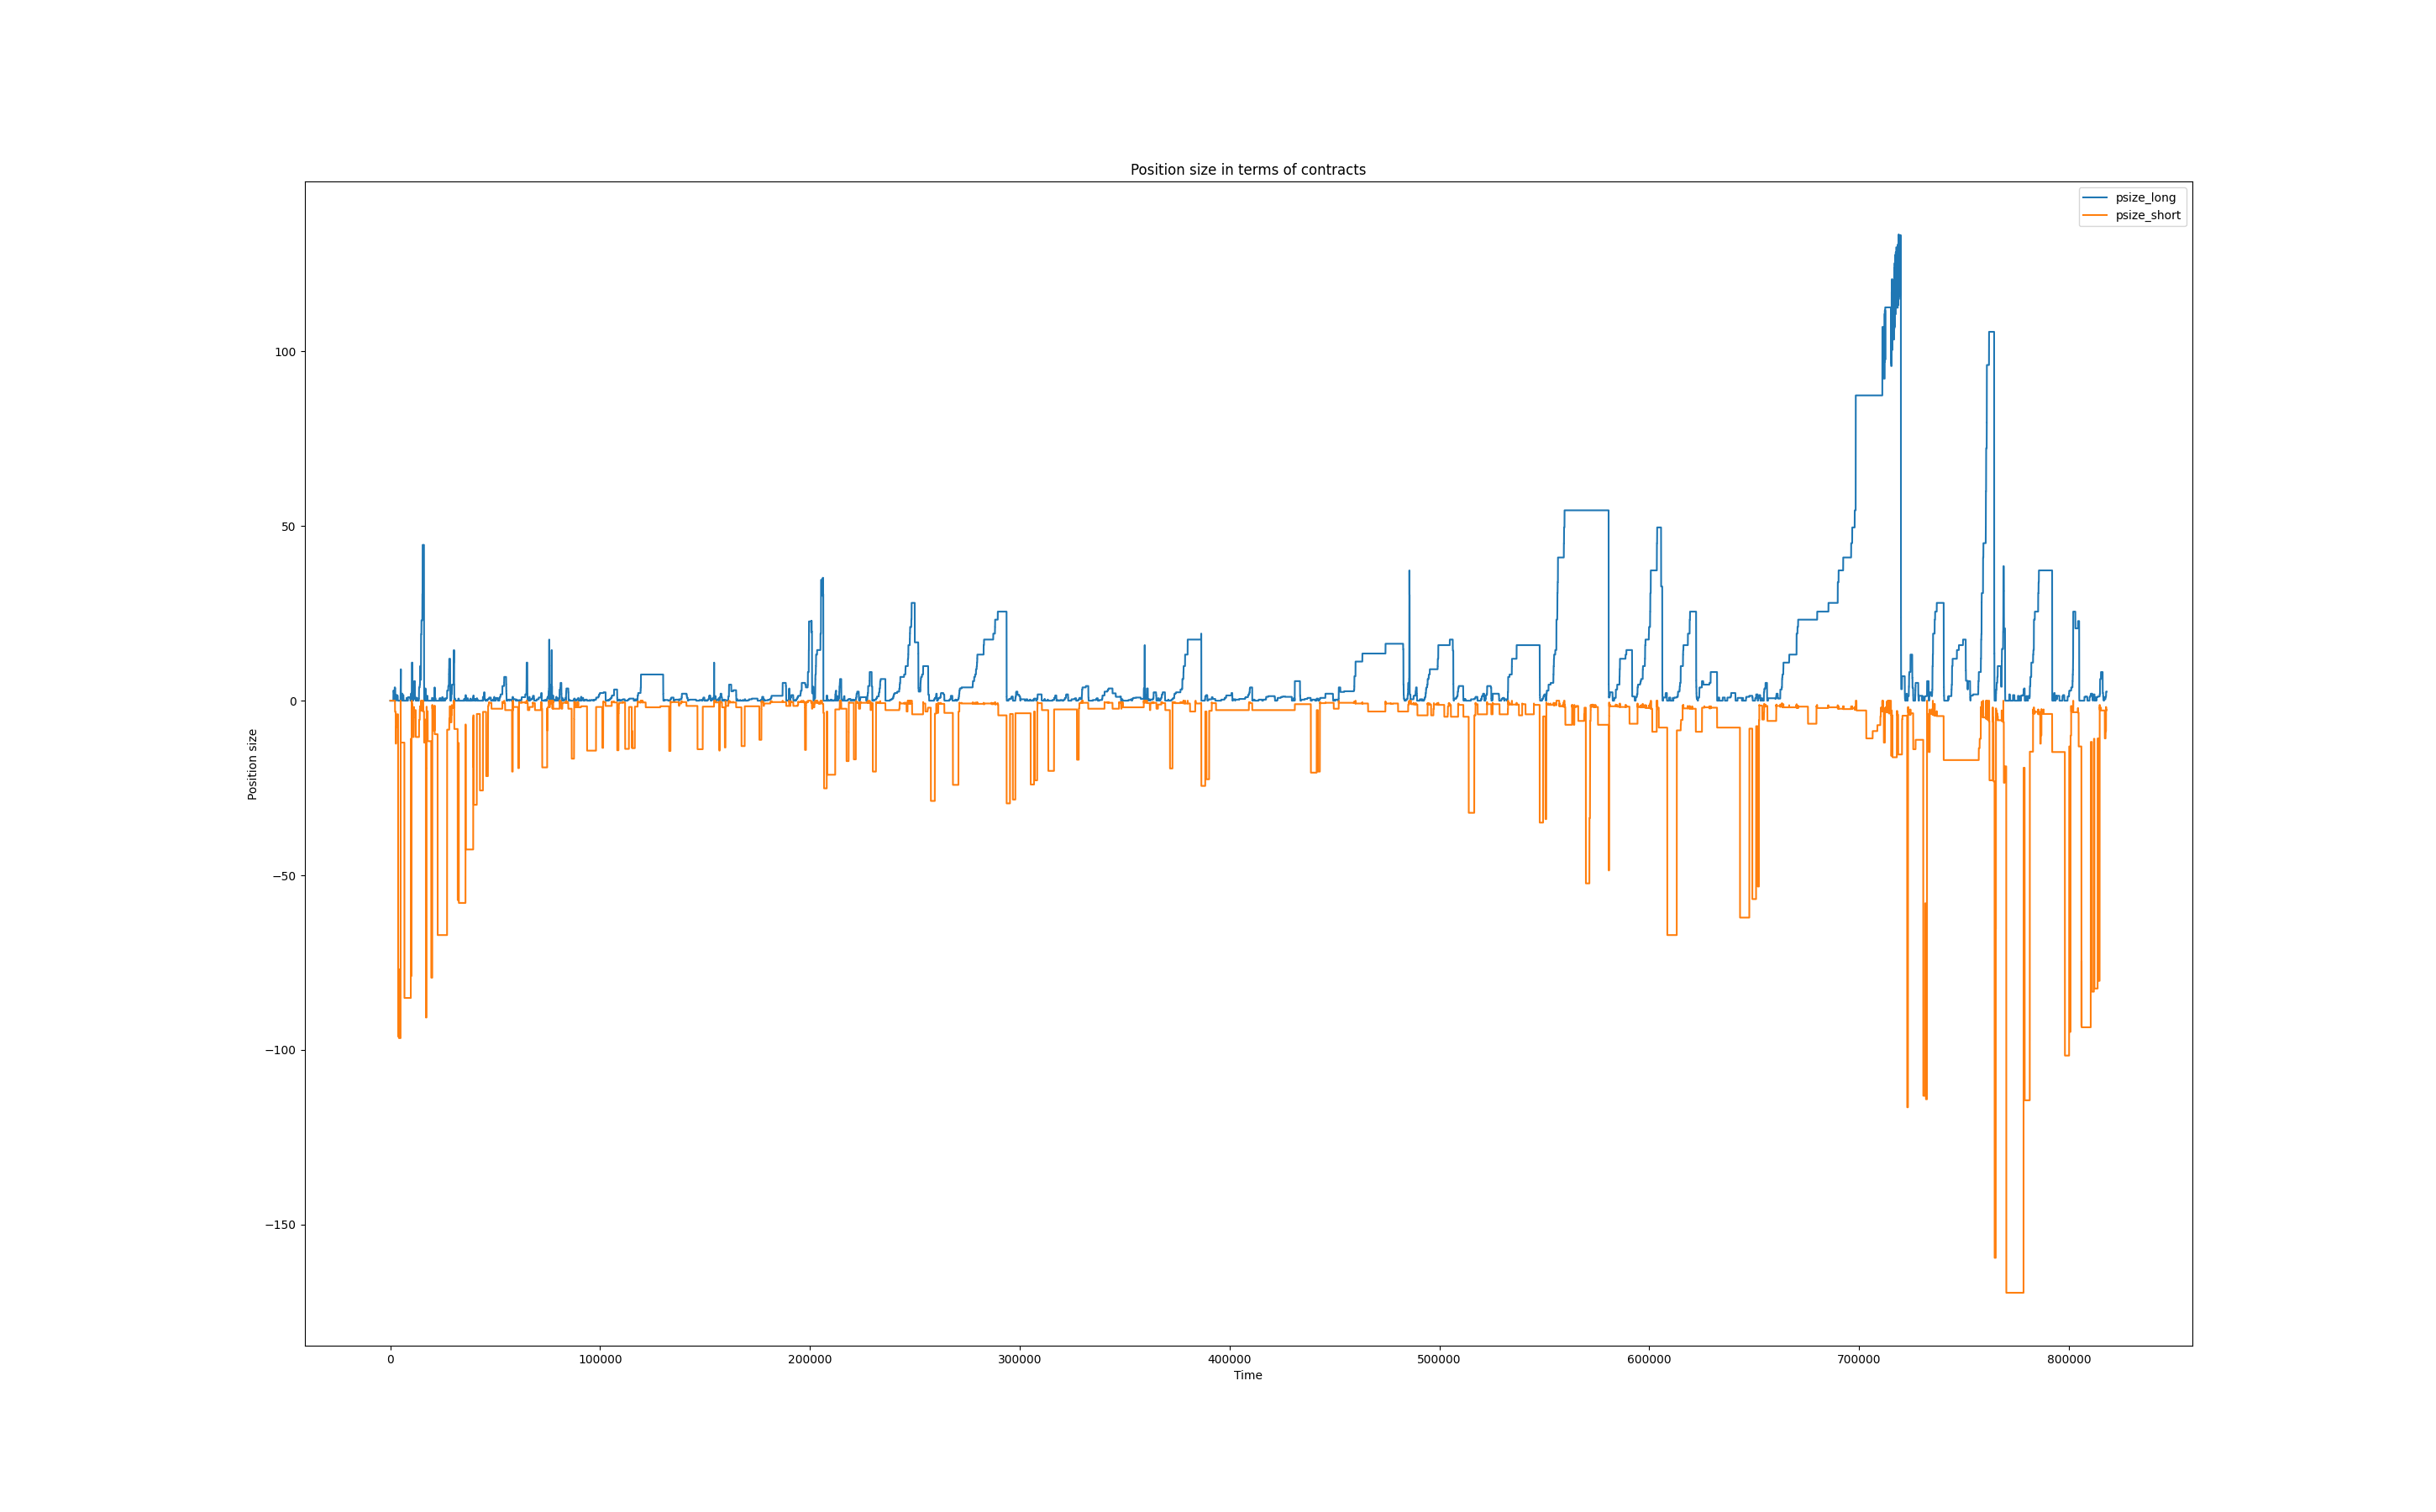 Position size in terms of contracts
psize_long
psize_short
Position size
100
50
0
−50
−100
−150
0 100000 200000 300000 400000 500000 600000 700000 800000
Time